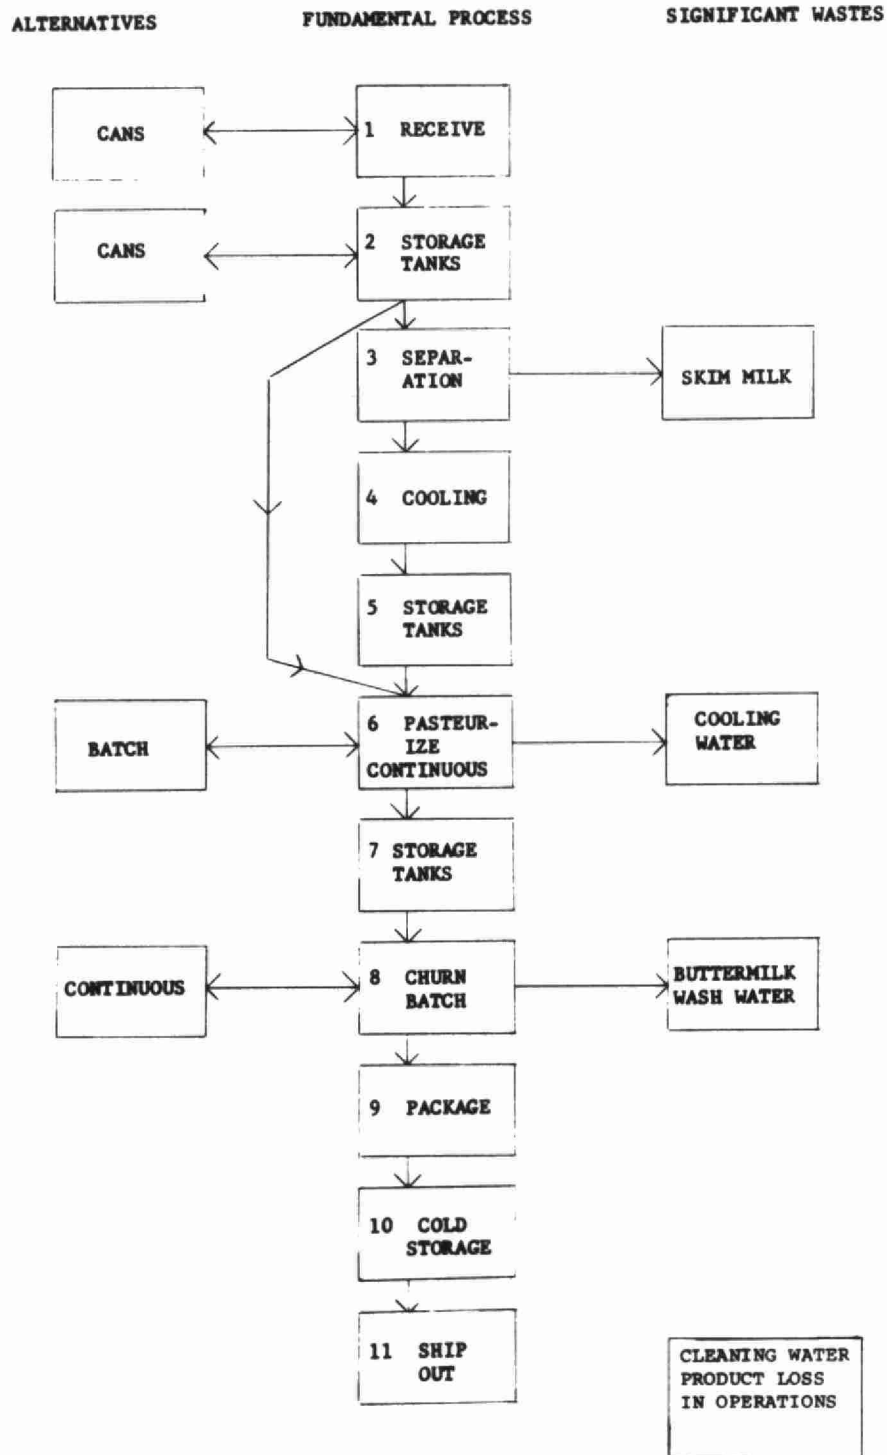 ALTERNATIVES
FUNDAMENTAL PROCESS
SIGNIFICANT WASTES
CANS
1 RECEIVE
CANS
2 STORAGE
TANKS
3 SEPAR-
ATION
SKIM MILK
4 COOLING
5 STORAGE
TANKS
BATCH
6 PASTEUR-
IZE
CONTINUOUS
COOLING
WATER
7 STORAGE
TANKS
CONTINUOUS
8 CHURN
BATCH
BUTTERMILK
WASH WATER
9 PACKAGE
10 COLD
STORAGE
11 SHIP
OUT
CLEANING WATER
PRODUCT LOSS
IN OPERATIONS